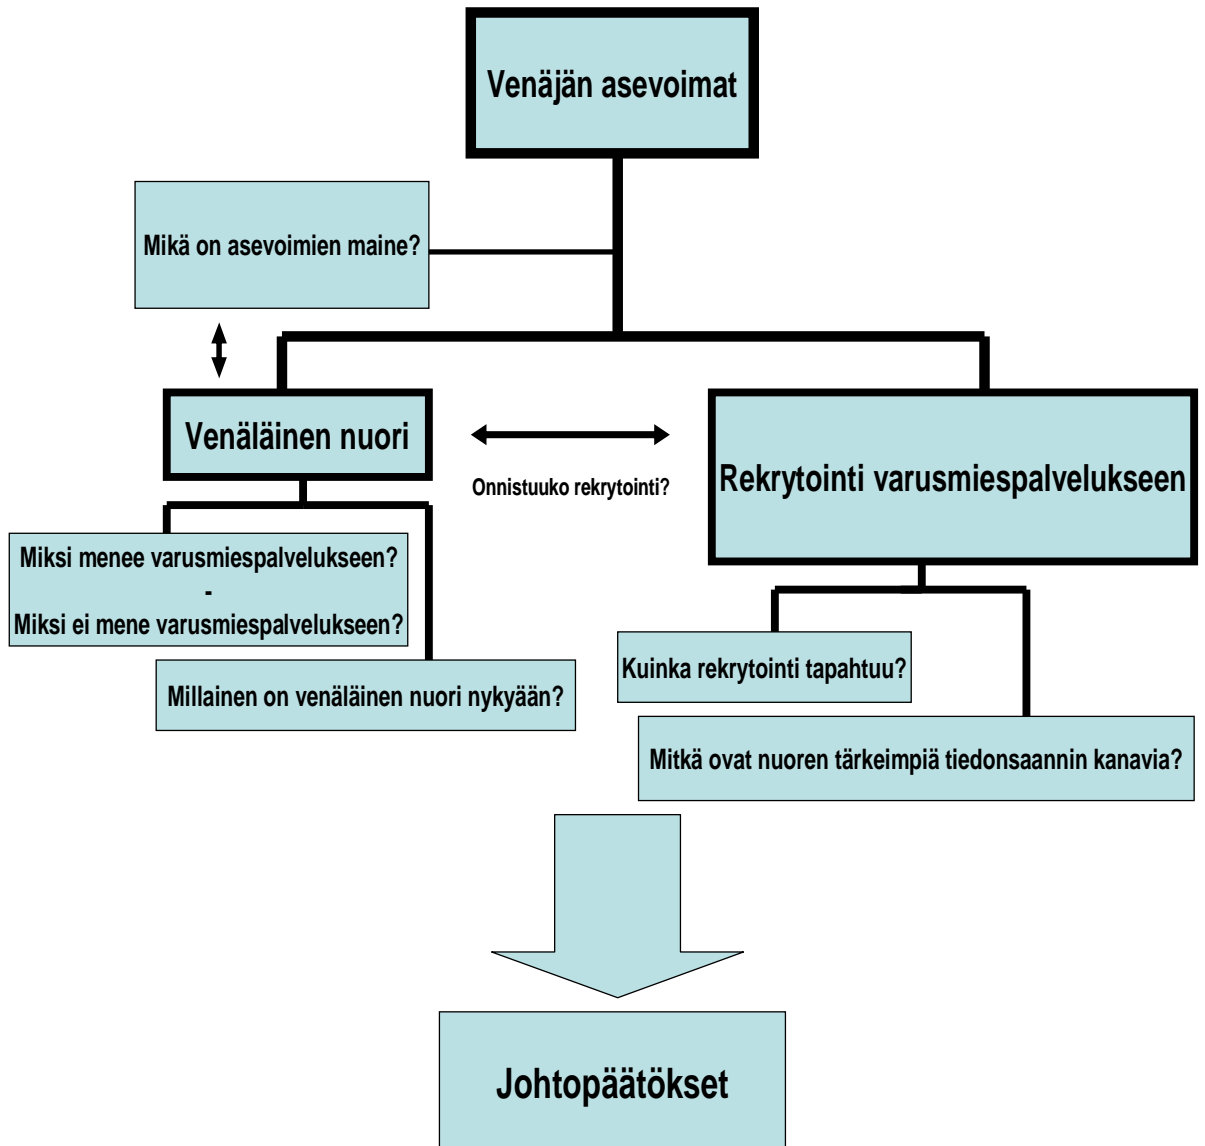 Venäjän asevoimat
Mikä on asevoimien maine?
Venäläinen nuori
Onnistuuko rekrytointi?
Rekrytointi varusmiespalvelukseen
Miksi menee varusmiespalvelukseen?
-
Miksi ei mene varusmiespalvelukseen?
Millainen on venäläinen nuori nykyään?
Kuinka rekrytointi tapahtuu?
Mitkä ovat nuoren tärkeimpiä tiedonsaannin kanavia?
Johtopäätökset